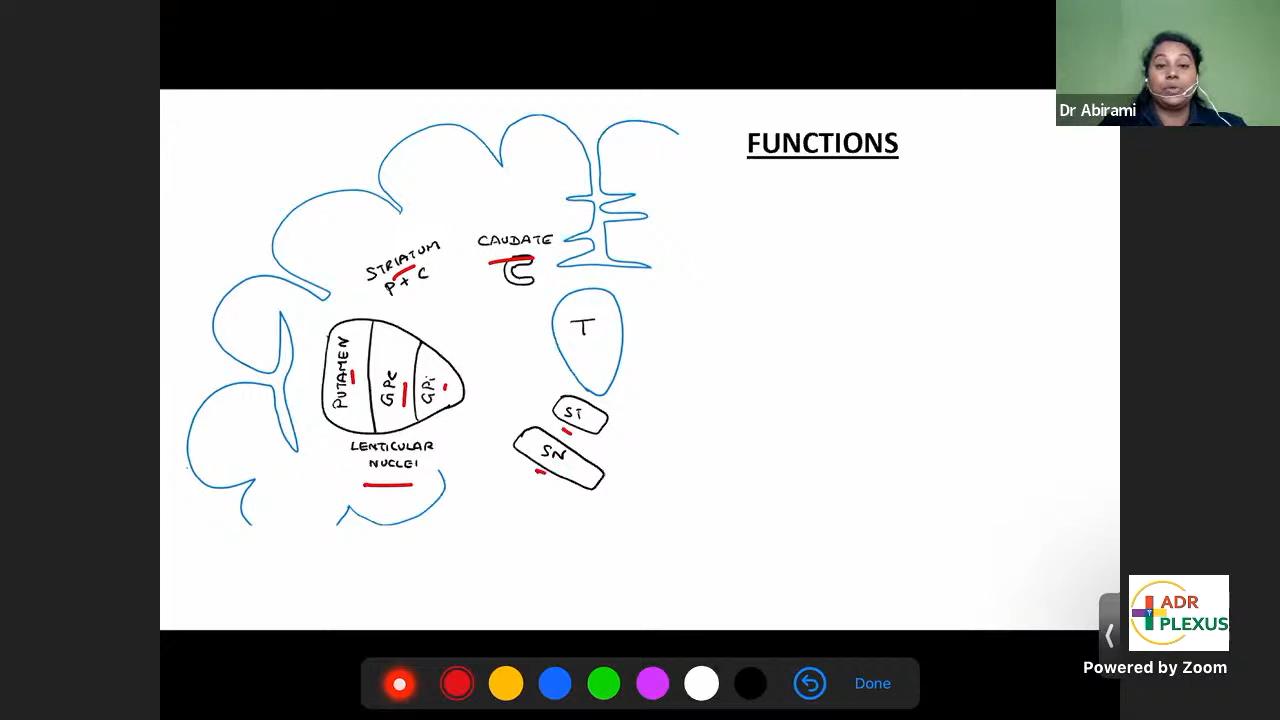 Dr Abirami
FUNCTIONS
STRIATUM
P + C
CAUDATE
T
PUTAMEN
GPe
GPi
ST
SN
LENTICULAR
NUCLEI
ADR
PLEXUS
Powered by Zoom
Done